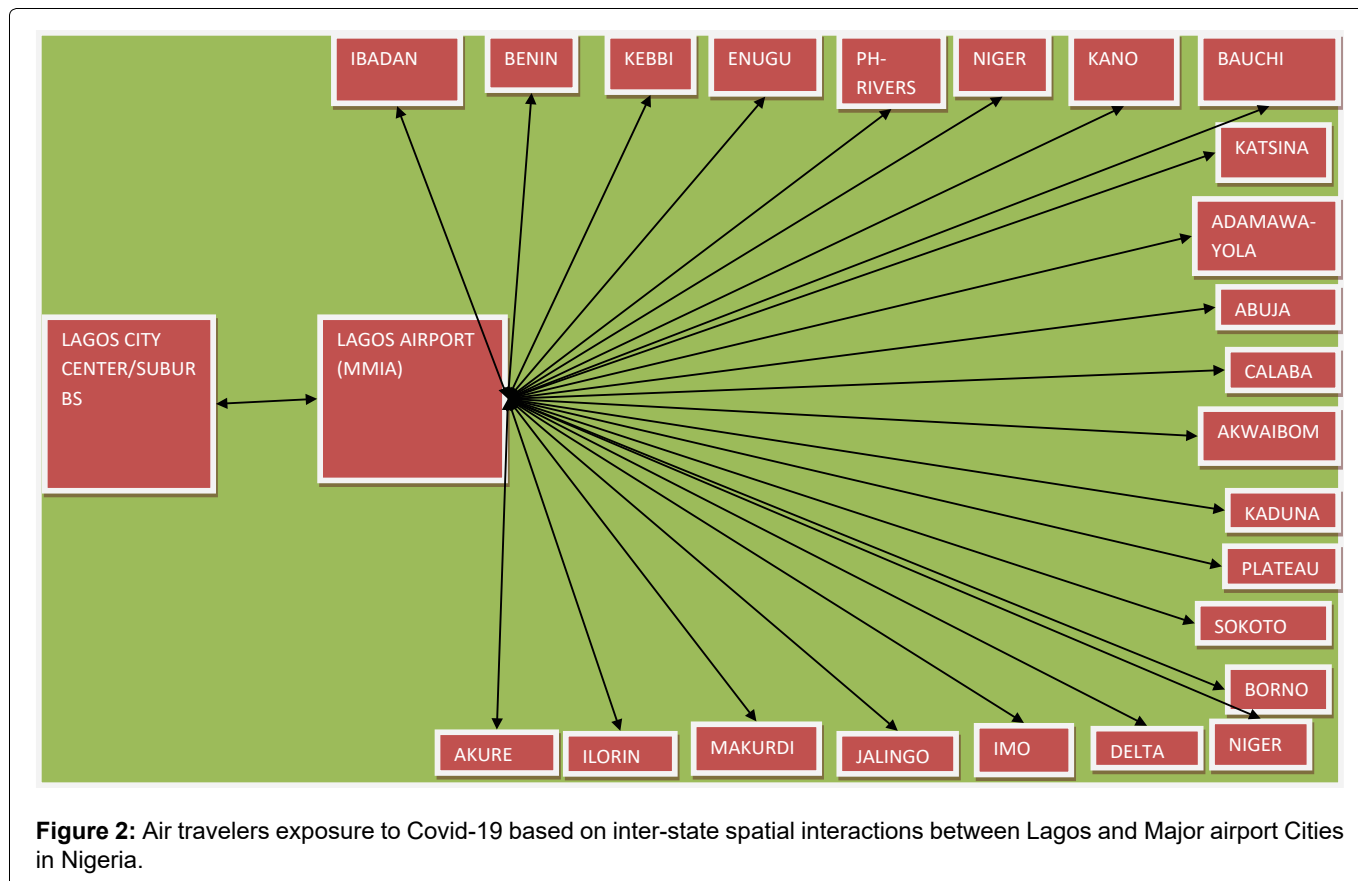 IBADAN
BENIN
KEBBI
ENUGU
PH-
RIVERS
NIGER
KANO
BAUCHI
KATSINA
ADAMAWA-
YOLA
ABUJA
CALABA
AKWAIBOM
KADUNA
PLATEAU
SOKOTO
BORNO
NIGER
LAGOS CITY
CENTER/SUBUR
BS
LAGOS AIRPORT
(MMIA)
AKURE
ILORIN
MAKURDI
JALINGO
IMO
DELTA
Figure 2: Air travelers exposure to Covid-19 based on inter-state spatial interactions between Lagos and Major airport Cities
in Nigeria.